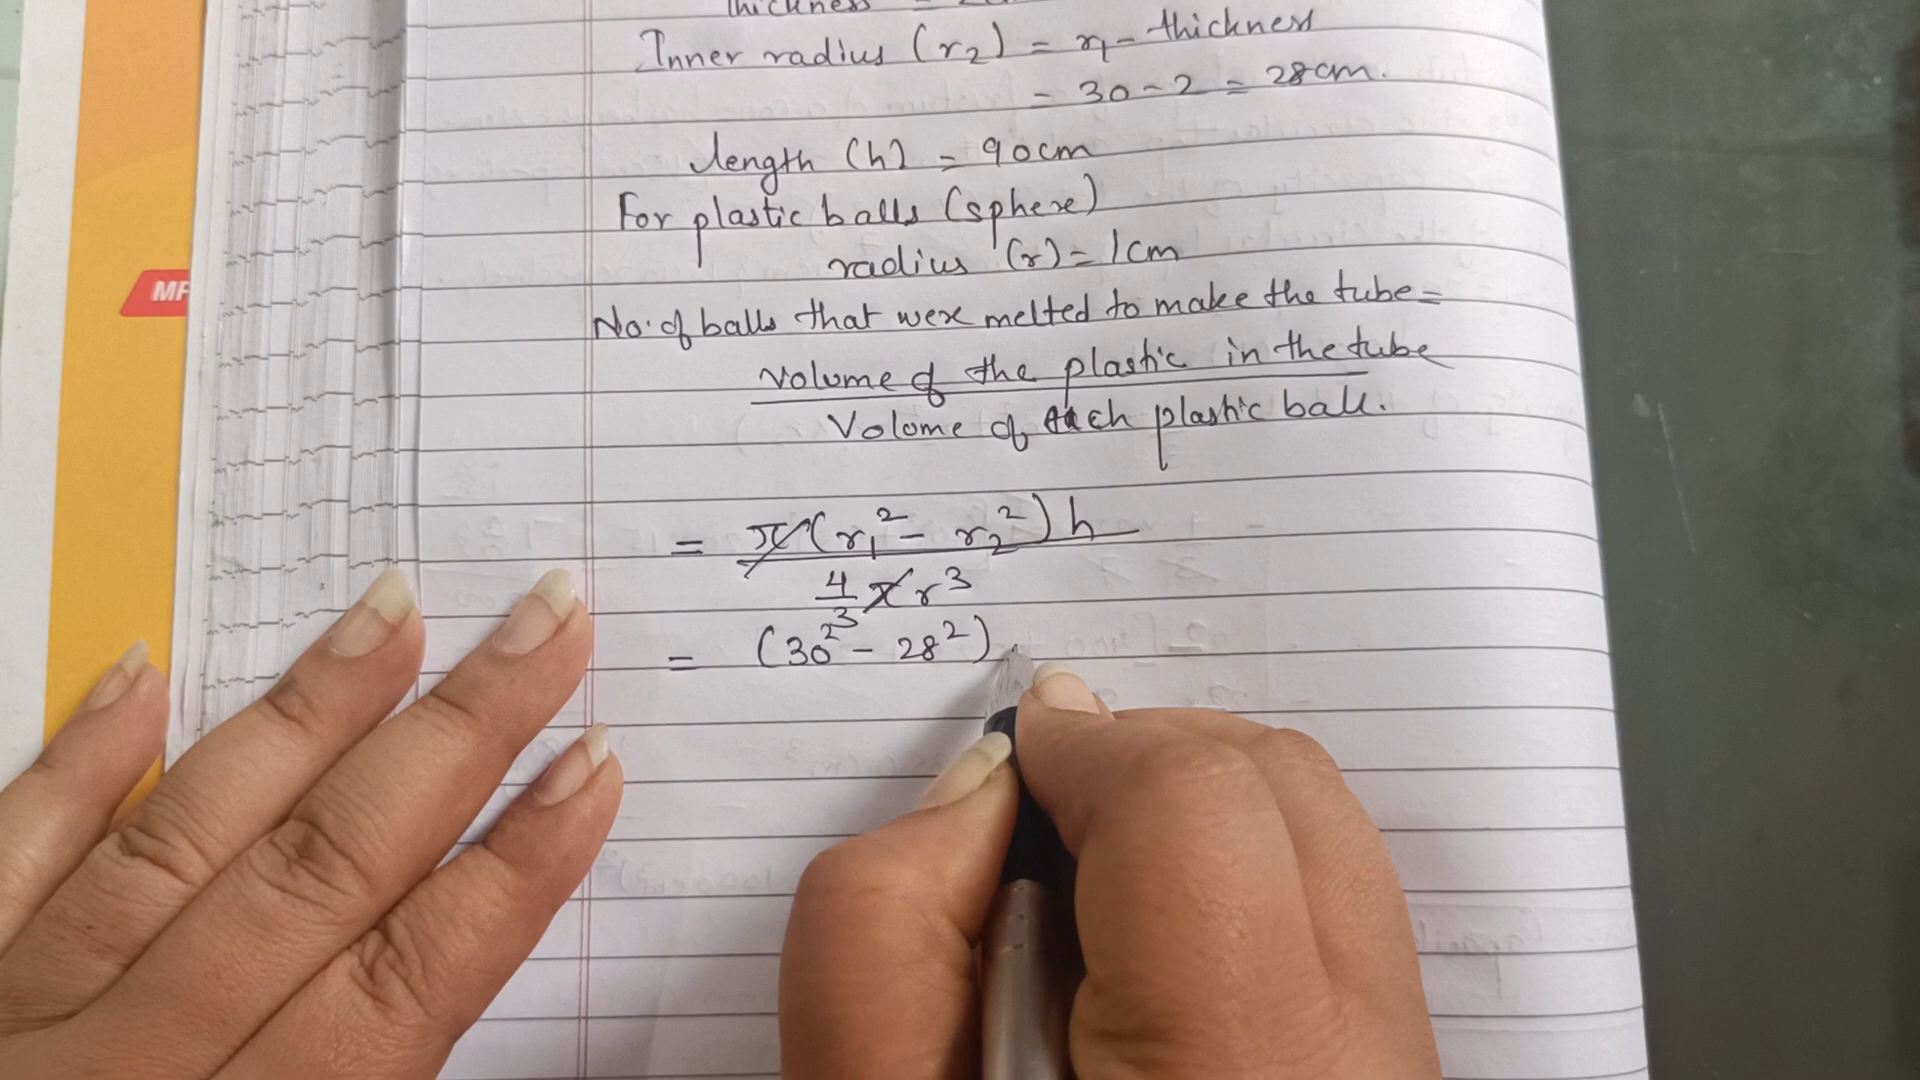 thickness =
Inner radius (r₂) = r₁ - thickness
= 30 - 2 = 28cm.
length (h) = 90cm
For plastic balls (sphere)
radius (r) = 1cm
No. of balls that were melted to make the tube =
Volume of the plastic in the tube
Volume of each plastic ball.
= π(r₁² - r₂²) h
4/3 π r³
= (30² - 28²)
MP